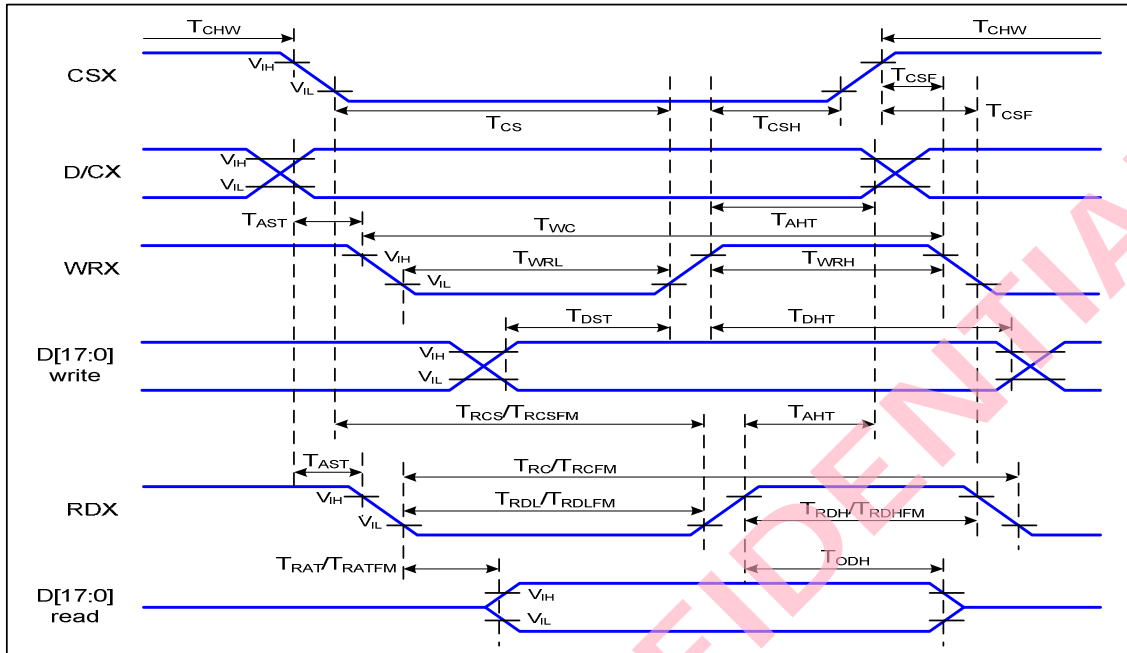 TCHW TCHW
CSX VIH TCSF
VIL TCSF
TCS TCSH
D/CX VIH
VIL
TAST TWC TAHT
WRX VIH TWRL TWRH
VIL
TDST TDHT
D[17:0] VIH
write VIL
TRCS/TRCSFM TAHT
TAST TRC/TRCFM
RDX VIH TRDL/TRDLFM TRDH/TRDHFM
VIL
TRAT/TRATFM TODH
D[17:0] VIH
read VIL